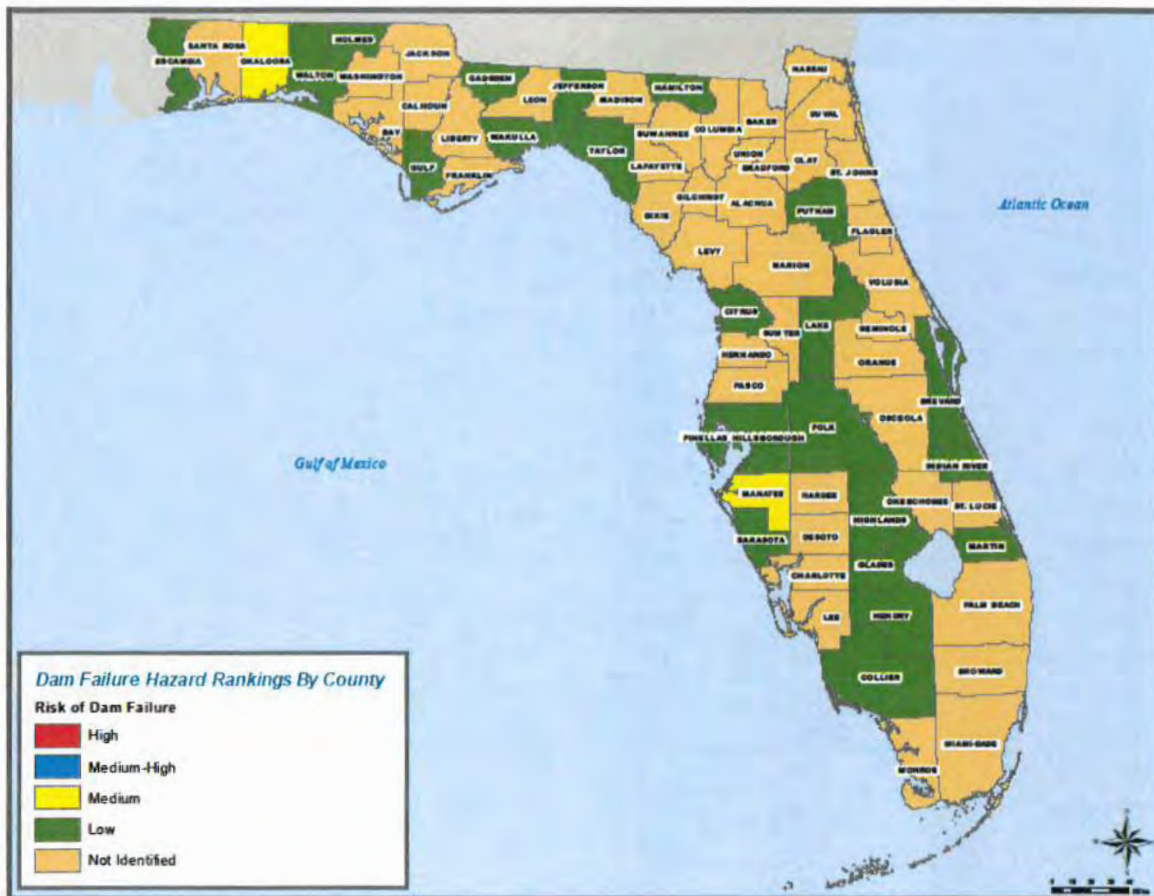 HOLMES
SANTA ROSA
ESCAMBIA
OKALOOSA
JACKSON
WALTON
WASHINGTON
GADSDEN
JEFFERSON
HAMILTON
NASSAU
LEON
MADISON
CALHOUN
BAY
LIBERTY
WAKULLA
SUWANNEE
COLUMBIA
BAKER
DUVAL
TAYLOR
UNION
CLAY
GULF
FRANKLIN
LAFAYETTE
BRADFORD
ST. JOHNS
GILCHRIST
ALACHUA
PUTNAM
DIXIE
FLAGLER
Atlantic Ocean
LEVY
MARION
VOLUSIA
CITRUS
LAKE
SUMTER
SEMINOLE
HERNANDO
ORANGE
PASCO
BREVARD
OSCEOLA
POLK
PINELLAS
HILLSBOROUGH
Gulf of Mexico
INDIAN RIVER
MANATEE
HARDEE
OKEECHOBEE
ST. LUCIE
HIGHLANDS
SARASOTA
DESOTO
MARTIN
GLADES
CHARLOTTE
PALM BEACH
LEE
HENDRY
COLLIER
BROWARD
MIAMI-DADE
MONROE
Dam Failure Hazard Rankings By County
Risk of Dam Failure
High
Medium-High
Medium
Low
Not Identified